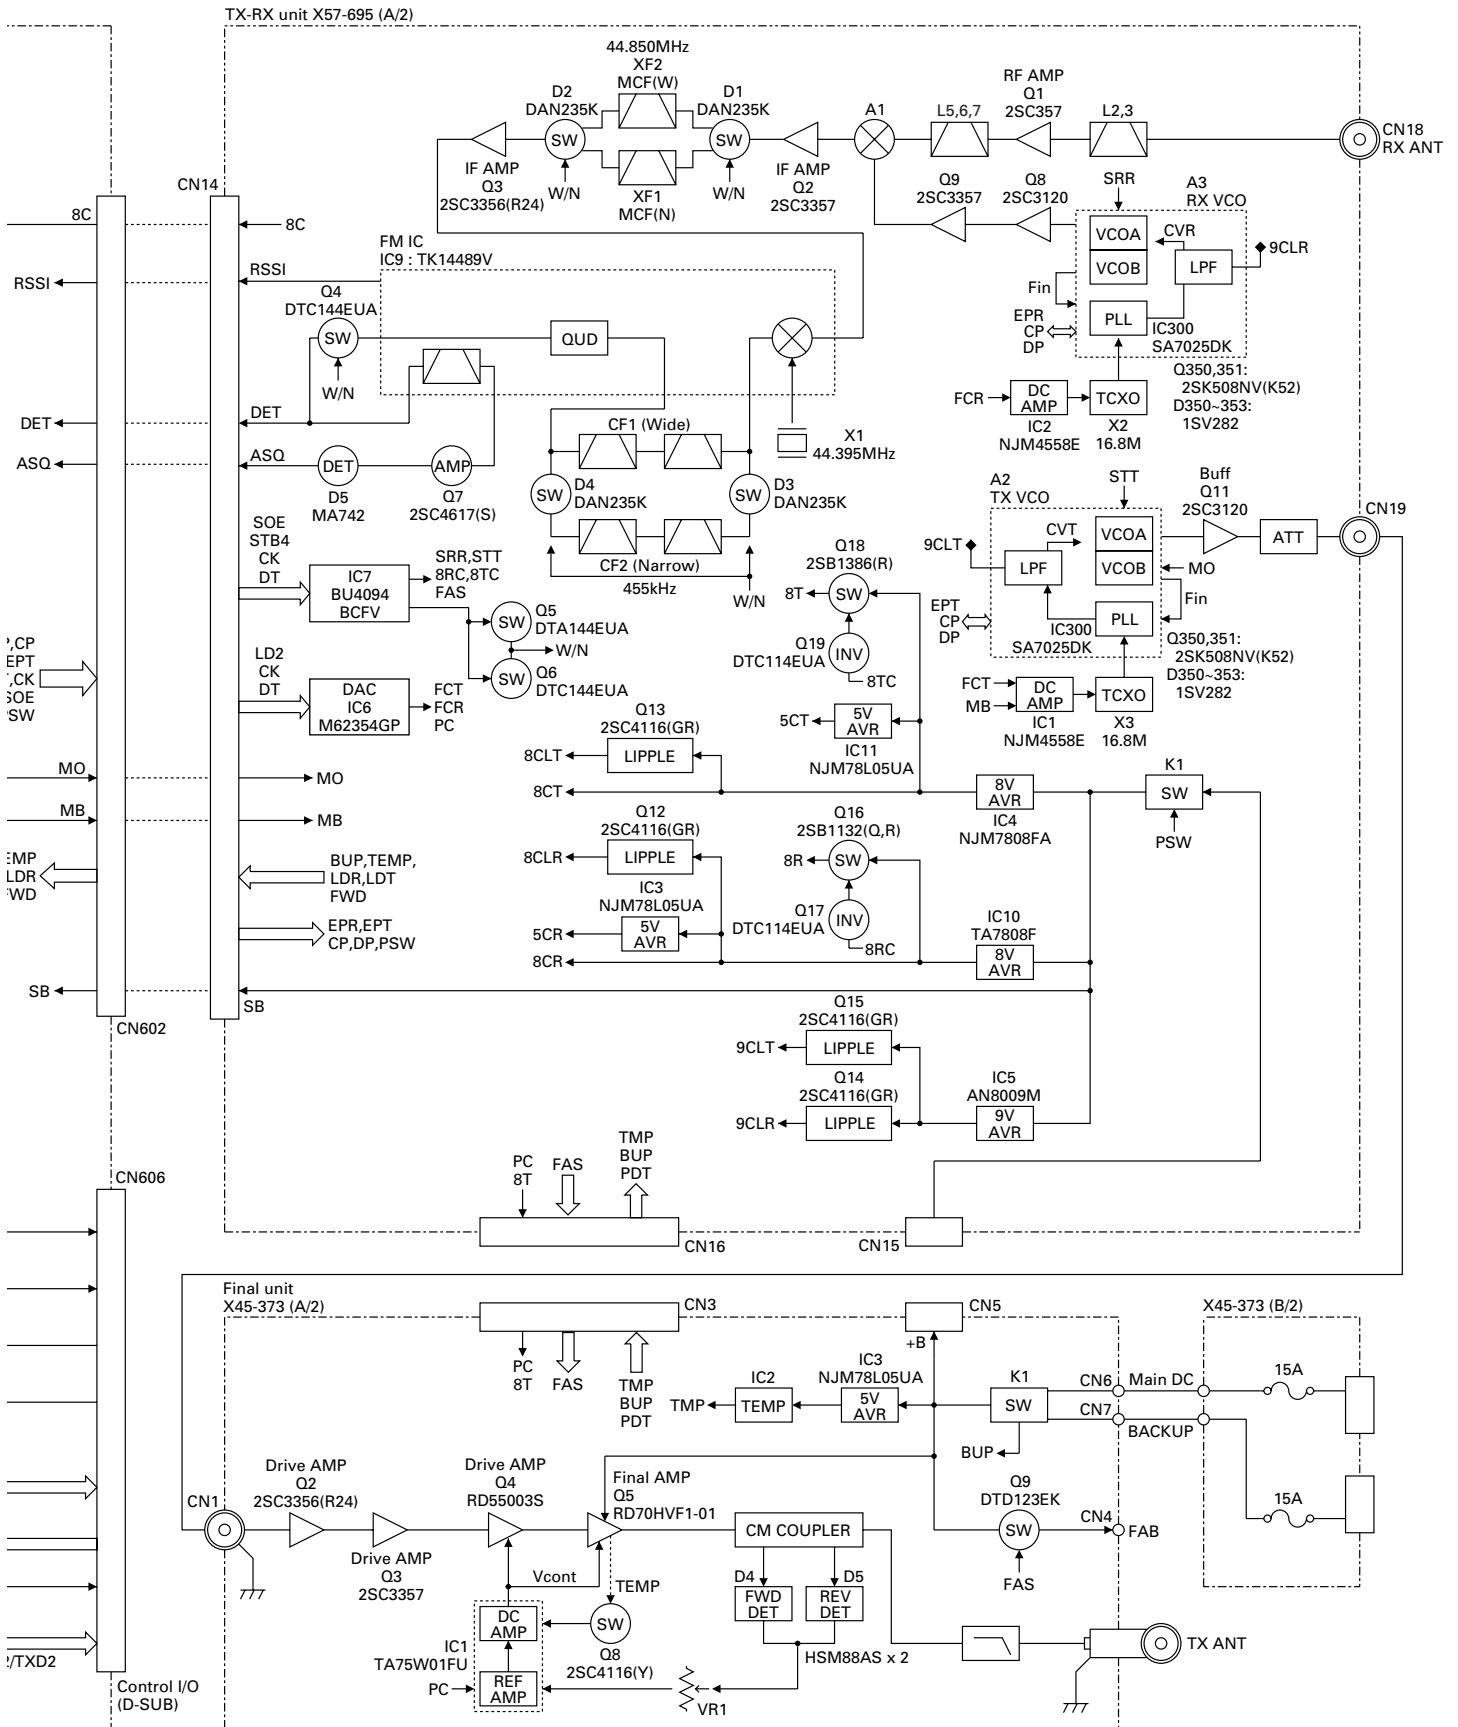 TX-RX unit X57-695 (A/2)
44.850MHz
XF2
MCF(W)
D2
DAN235K
D1
DAN235K
SW
SW
IF AMP
Q3
2SC3356(R24)
W/N
XF1
MCF(N)
W/N
IF AMP
Q2
2SC3357
A1
L5,6,7
RF AMP
Q1
2SC357
L2,3
CN18
RX ANT
Q9
2SC3357
Q8
2SC3120
SRR
A3
RX VCO
VCOA
VCOB
CVR
LPF
9CLR
Fin
PLL
EPR
CP
DP
IC300
SA7025DK
FCR
DC
AMP
IC2
NJM4558E
TCXO
X2
16.8M
Q350,351:
2SK508NV(K52)
D350~353:
1SV282
CN14
8C
8C
FM IC
IC9 : TK14489V
RSSI
RSSI
Q4
DTC144EUA
SW
W/N
QUD
DET
DET
ASQ
ASQ
DET
D5
MA742
AMP
Q7
2SC4617(S)
CF1 (Wide)
X1
44.395MHz
SW
D4
DAN235K
SW
D3
DAN235K
CF2 (Narrow)
455kHz
W/N
A2
TX VCO
STT
Buff
Q11
2SC3120
CN19
ATT
9CLT
CVT
LPF
VCOA
VCOB
MO
Fin
PLL
EPT
CP
DP
IC300
SA7025DK
Q350,351:
2SK508NV(K52)
D350~353:
1SV282
FCT
MB
DC
AMP
IC1
NJM4558E
TCXO
X3
16.8M
SOE
STB4
CK
DT
IC7
BU4094
BCFV
SRR,STT
8RC,8TC
FAS
SW
Q5
DTA144EUA
W/N
SW
Q6
DTC144EUA
LD2
CK
DT
DAC
IC6
M62354GP
FCT
FCR
PC
Q18
2SB1386(R)
8T
SW
Q19
DTC114EUA
INV
8TC
5CT
5V
AVR
IC11
NJM78L05UA
Q13
2SC4116(GR)
8CLT
LIPPLE
8CT
8V
AVR
IC4
NJM7808FA
K1
SW
PSW
P,CP
EPT
,CK
SOE
PSW
MO
MO
MB
MB
Q12
2SC4116(GR)
8CLR
LIPPLE
IC3
NJM78L05UA
5CR
5V
AVR
8CR
Q16
2SB1132(Q,R)
8R
SW
Q17
DTC114EUA
INV
8RC
IC10
TA7808F
8V
AVR
EMP
LDR
FWD
BUP,TEMP,
LDR,LDT
FWD
EPR,EPT
CP,DP,PSW
SB
SB
CN602
Q15
2SC4116(GR)
9CLT
LIPPLE
Q14
2SC4116(GR)
9CLR
LIPPLE
IC5
AN8009M
9V
AVR
PC
8T
FAS
TMP
BUP
PDT
CN16
CN15
CN606
Final unit
X45-373 (A/2)
CN3
CN5
X45-373 (B/2)
+B
PC
8T
FAS
TMP
BUP
PDT
IC2
TMP
TEMP
IC3
NJM78L05UA
5V
AVR
K1
SW
BUP
CN6
Main DC
CN7
BACKUP
15A
15A
CN1
Drive AMP
Q2
2SC3356(R24)
Drive AMP
Q3
2SC3357
Drive AMP
Q4
RD55003S
Final AMP
Q5
RD70HVF1-01
CM COUPLER
Q9
DTD123EK
SW
FAS
CN4
FAB
Vcont
TEMP
D4
FWD
DET
D5
REV
DET
HSM88AS x 2
DC
AMP
SW
Q8
2SC4116(Y)
IC1
TA75W01FU
PC
REF
AMP
VR1
TX ANT
2/TXD2
Control I/O
(D-SUB)